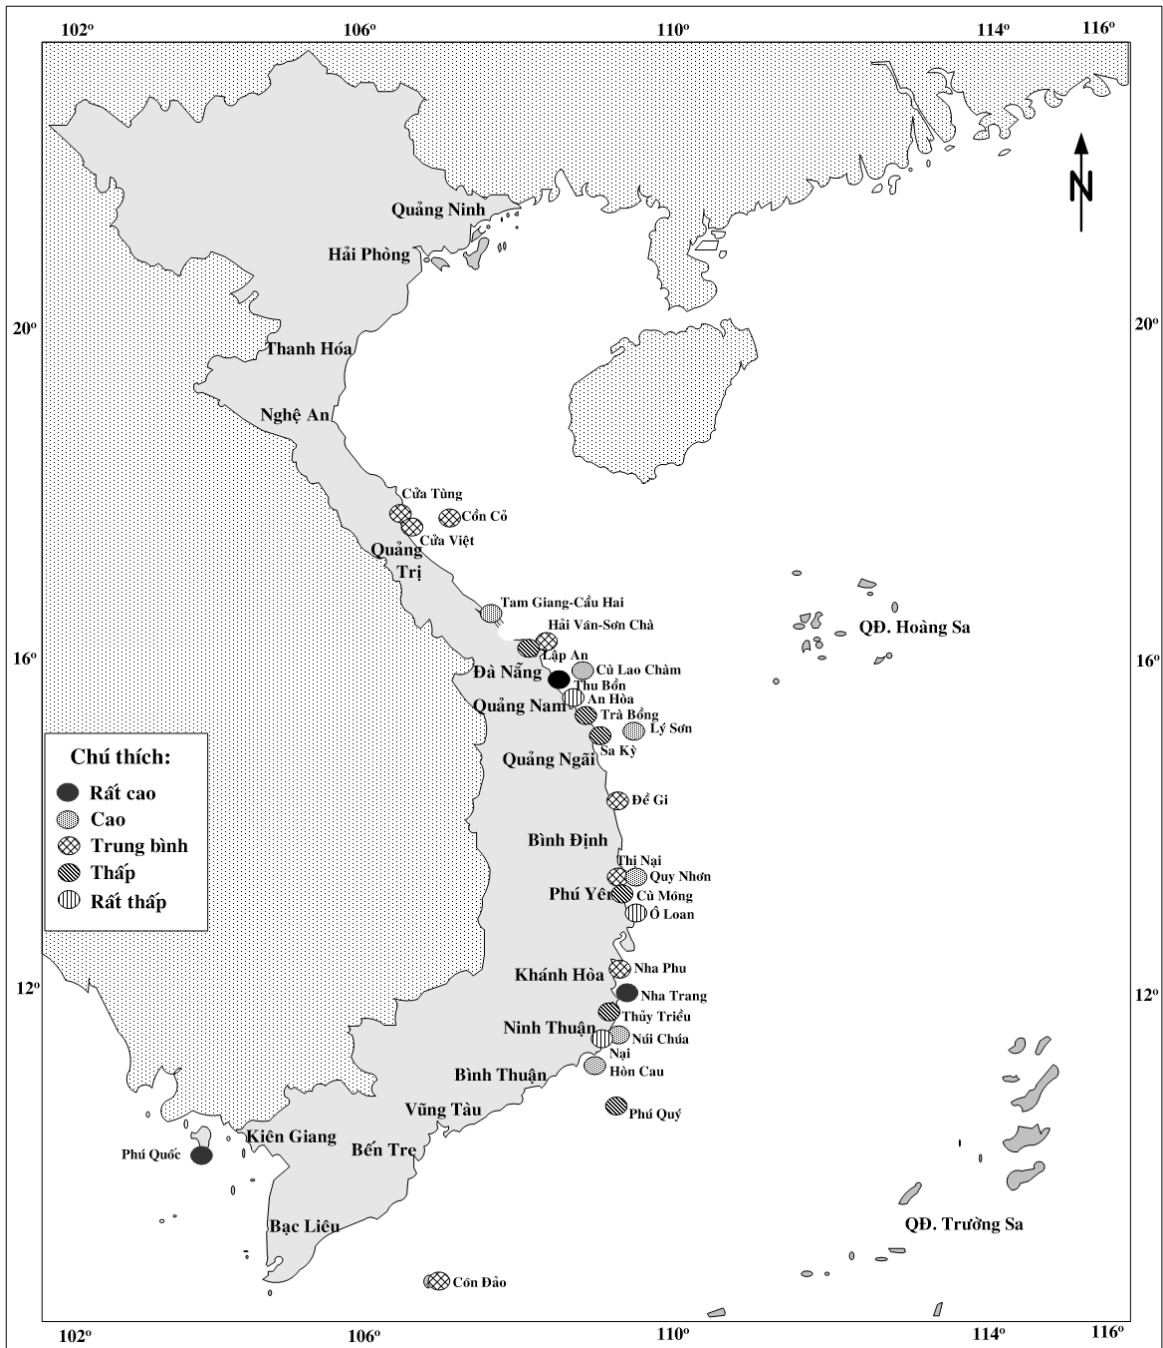 102º 106º 110º 114º 116º
N
Quảng Ninh
Hải Phòng
20º 20º
Thanh Hóa
Nghệ An
Cửa Tùng
Cồn Cỏ
Cửa Việt
Quảng
Trị
Tam Giang-Cầu Hai
Hải Vân-Sơn Chà
QĐ. Hoàng Sa
Lập An
16º 16º
Đà Nẵng
Cù Lao Chàm
Thu Bồn
An Hòa
Quảng Nam
Trà Bồng
Lý Sơn
Sa Kỳ
Quảng Ngãi
Chú thích:
Rất cao
Cao
Trung bình
Thấp
Rất thấp
Đề Gi
Bình Định
Thị Nại
Quy Nhơn
Phú Yên
Cù Mông
Ô Loan
Nha Phu
Khánh Hòa
12º 12º
Nha Trang
Thủy Triều
Ninh Thuận
Núi Chúa
Nại
Hòn Cau
Bình Thuận
Vũng Tàu
Phú Quý
Kiên Giang
Bến Tre
Phú Quốc
Bạc Liêu
QĐ. Trường Sa
Côn Đảo
102º 106º 110º 114º 116º